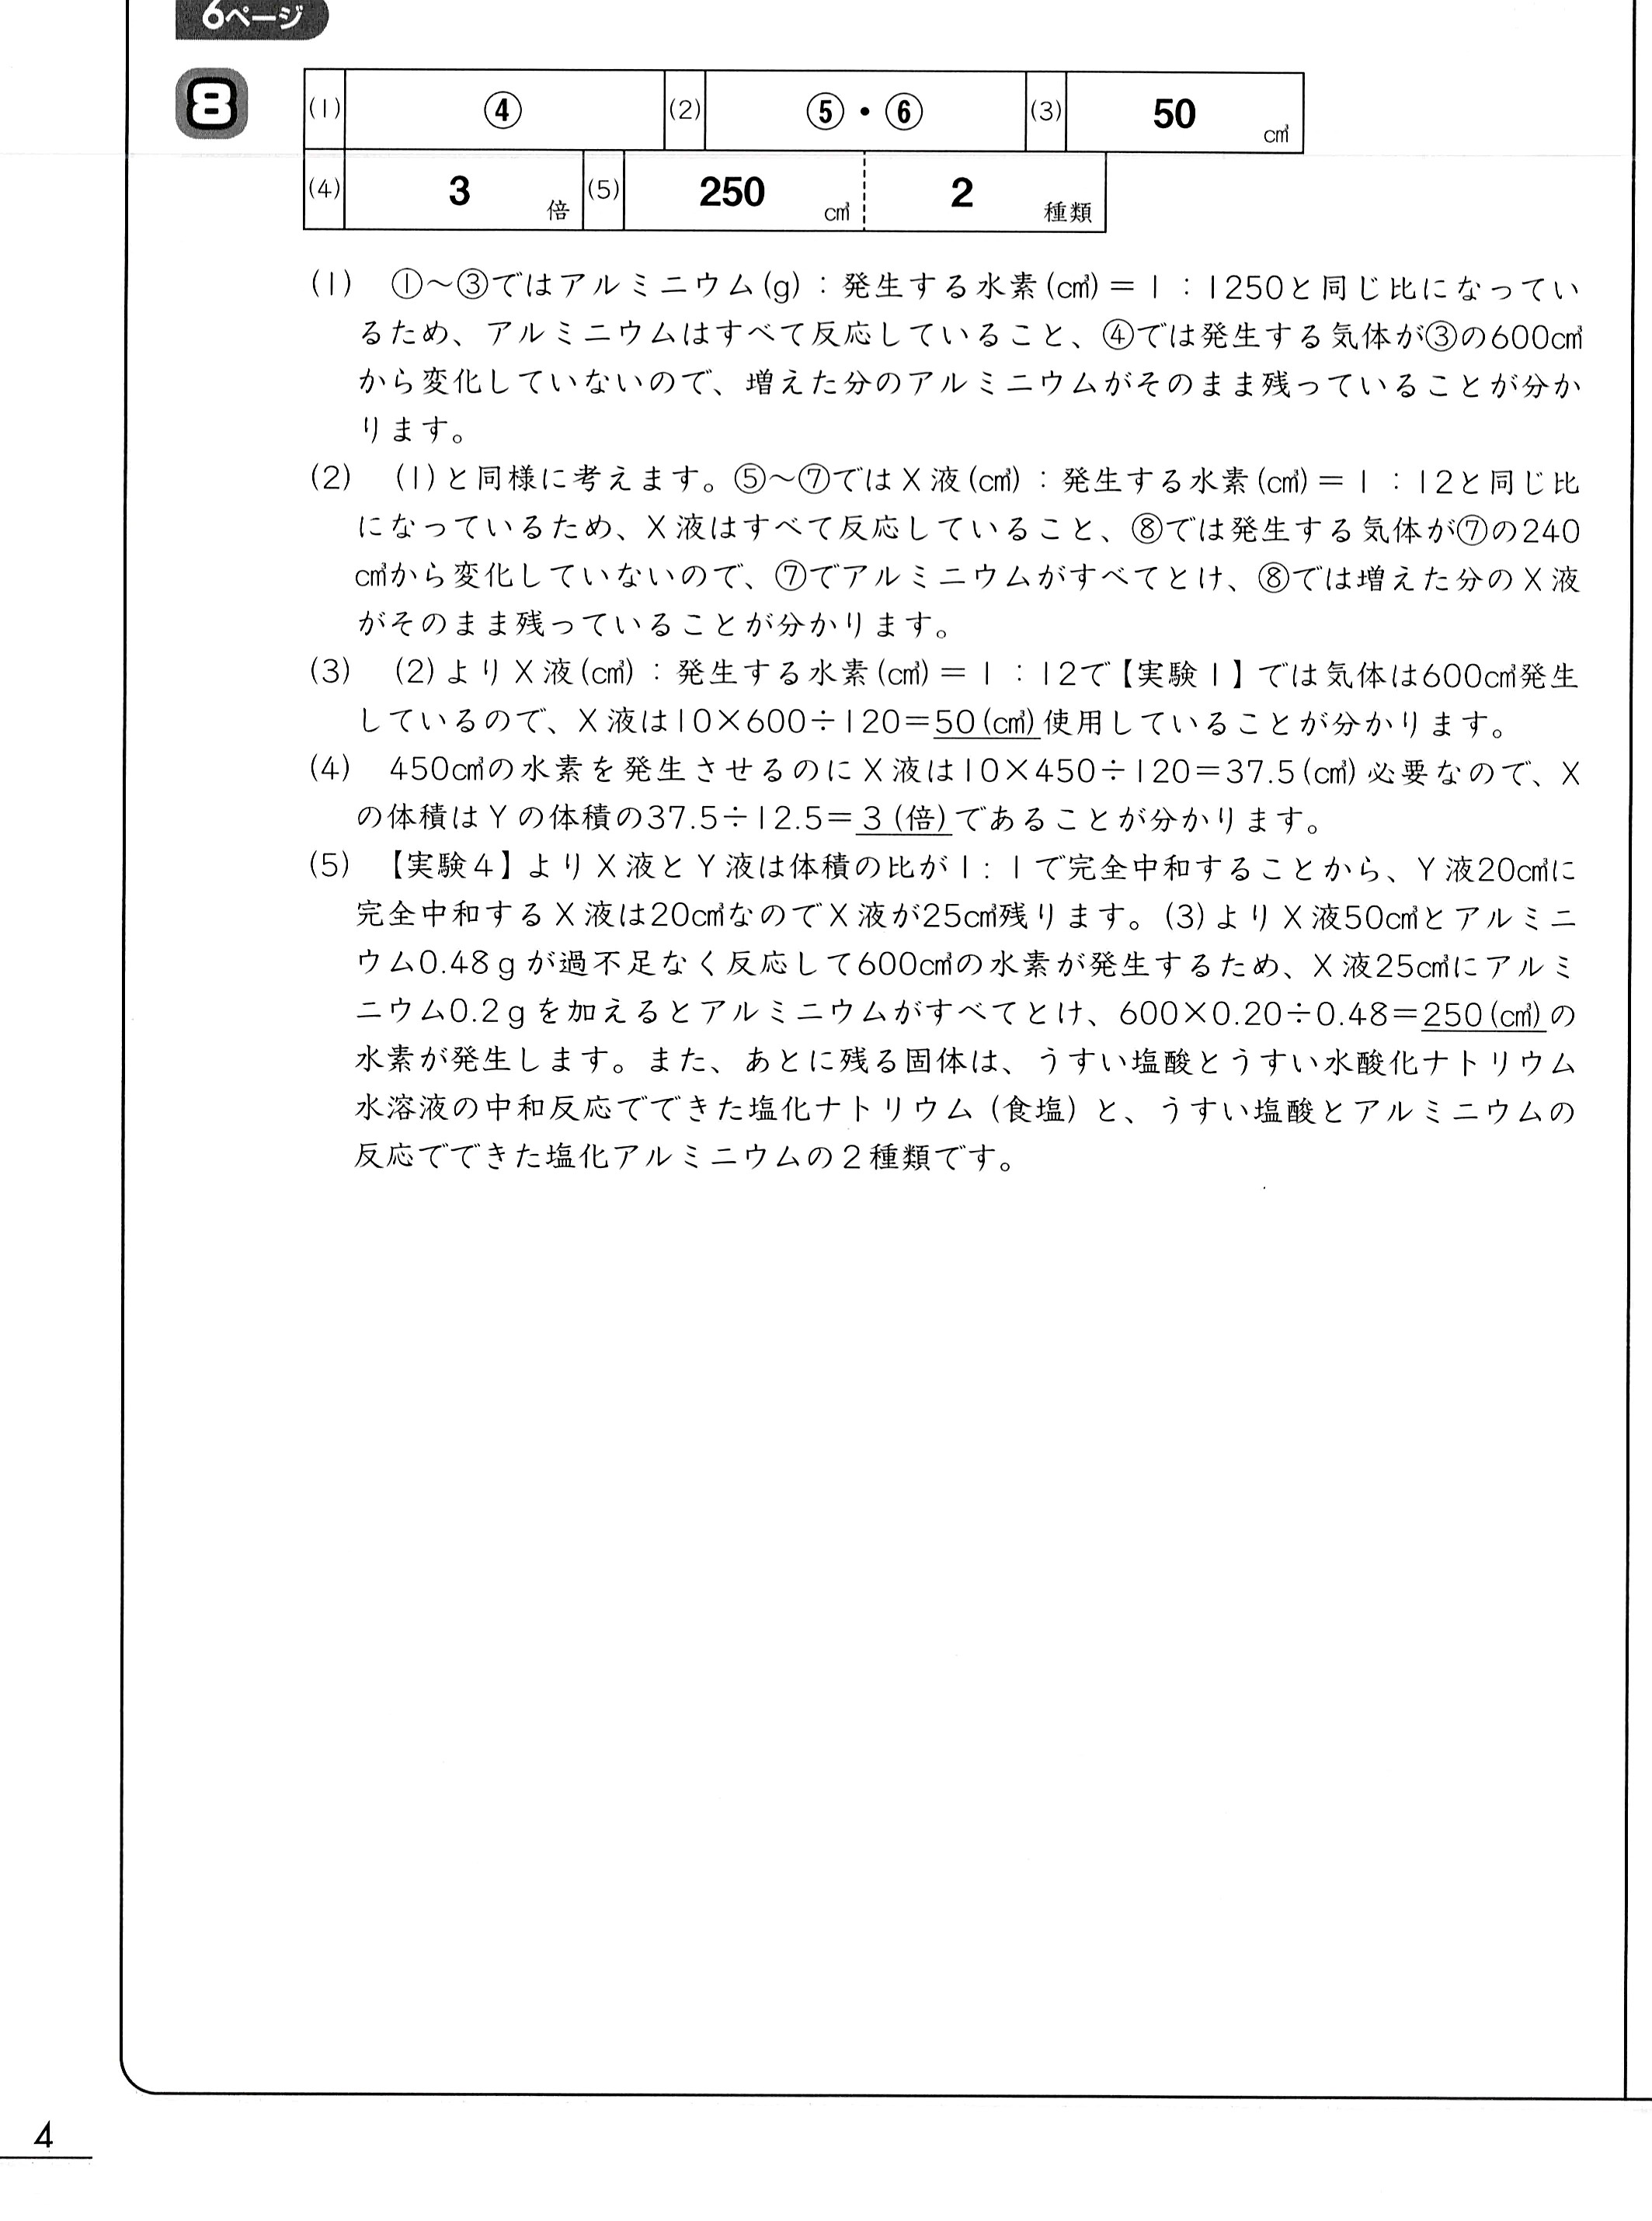 6ページ
8
(1) ④ (2) ⑤・⑥ (3) 50 ㎤
(4) 3 倍 (5) 250 ㎤ 2 種類
(1) ①～③ではアルミニウム(g)：発生する水素(㎤)＝1：1250と同じ比になってい
るため、アルミニウムはすべて反応していること、④では発生する気体が③の600㎤
から変化していないので、増えた分のアルミニウムがそのまま残っていることが分か
ります。
(2) (1)と同様に考えます。⑤～⑦ではX液(㎤)：発生する水素(㎤)＝1：12と同じ比
になっているため、X液はすべて反応していること、⑧では発生する気体が⑦の240
㎤から変化していないので、⑦でアルミニウムがすべてとけ、⑧では増えた分のX液
がそのまま残っていることが分かります。
(3) (2)よりX液(㎤)：発生する水素(㎤)＝1：12で【実験1】では気体は600㎤発生
しているので、X液は10×600÷120＝50(㎤)使用していることが分かります。
(4) 450㎤の水素を発生させるのにX液は10×450÷120＝37.5(㎤)必要なので、X
の体積はYの体積の37.5÷12.5＝3(倍)であることが分かります。
(5) 【実験4】よりX液とY液は体積の比が1：1で完全中和することから、Y液20㎤に
完全中和するX液は20㎤なのでX液が25㎤残ります。(3)よりX液50㎤とアルミニ
ウム0.48gが過不足なく反応して600㎤の水素が発生するため、X液25㎤にアルミ
ニウム0.2gを加えるとアルミニウムがすべてとけ、600×0.20÷0.48＝250(㎤)の
水素が発生します。また、あとに残る固体は、うすい塩酸とうすい水酸化ナトリウム
水溶液の中和反応でできた塩化ナトリウム（食塩）と、うすい塩酸とアルミニウムの
反応でできた塩化アルミニウムの2種類です。
4